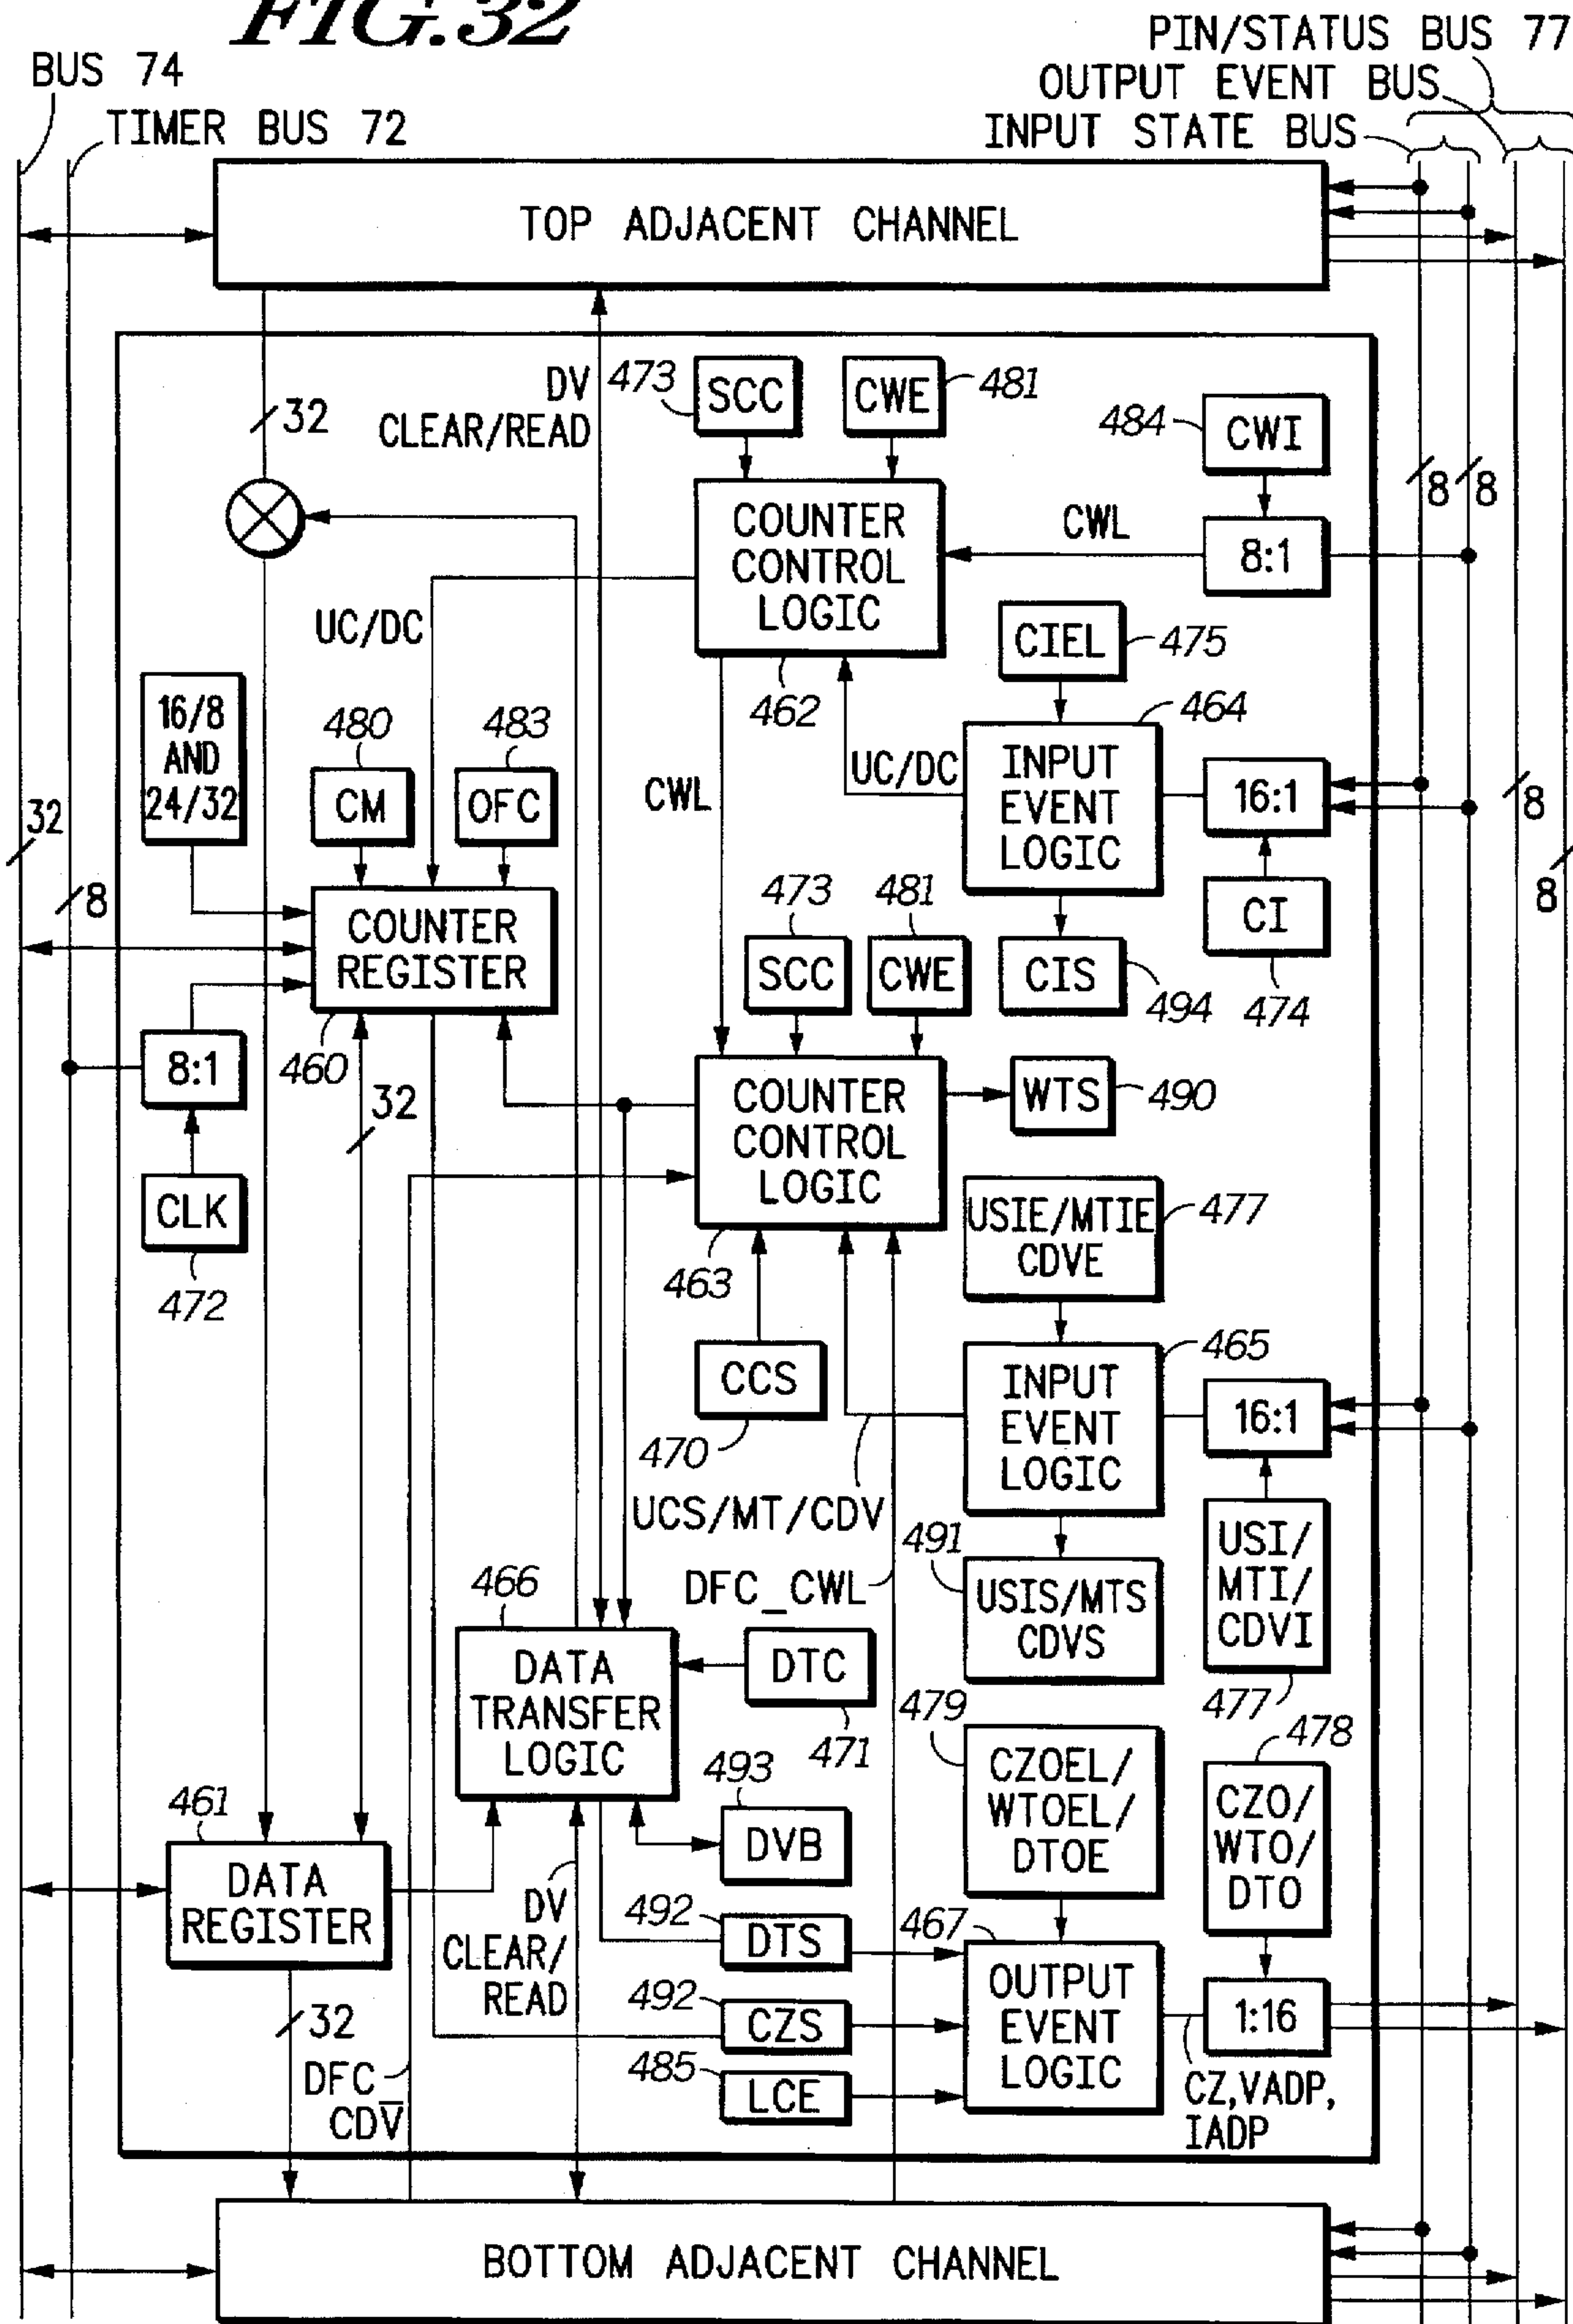 FIG.32
PIN/STATUS BUS 77
BUS 74
OUTPUT EVENT BUS
TIMER BUS 72
INPUT STATE BUS
TOP ADJACENT CHANNEL
32
DV
CLEAR/READ
473
SCC
CWE
481
484
CWI
8
8
COUNTER
CONTROL
LOGIC
CWL
8:1
UC/DC
462
CIEL
475
464
16/8
AND
24/32
480
CM
483
OFC
CWL
UC/DC
INPUT
EVENT
LOGIC
16:1
8
8
32
8
COUNTER
REGISTER
460
473
SCC
481
CWE
CIS
494
CI
474
8:1
CLK
472
32
COUNTER
CONTROL
LOGIC
463
WTS
490
USIE/MTIE
CDVE
477
CCS
470
465
INPUT
EVENT
LOGIC
16:1
UCS/MT/CDV
491
USIS/MTS
CDVS
USI/
MTI/
CDVI
477
DFC_CWL
466
DATA
TRANSFER
LOGIC
DTC
471
479
CZOEL/
WTOEL/
DTOE
478
CZO/
WTO/
DTO
493
DVB
461
DATA
REGISTER
DV
CLEAR/
READ
492
DTS
467
OUTPUT
EVENT
LOGIC
1:16
492
CZS
485
LCE
CZ,VADP,
IADP
32
DFC
CDV̅
BOTTOM ADJACENT CHANNEL